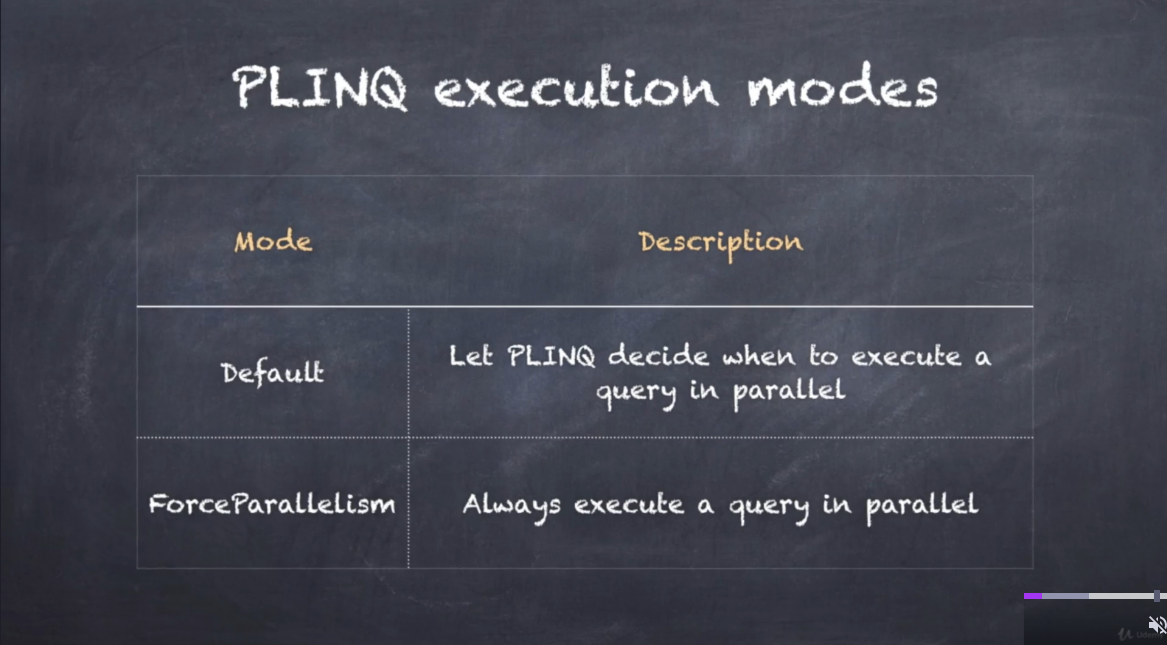 PLINQ execution modes
Mode
Description
Default
Let PLINQ decide when to execute a
query in parallel
ForceParallelism
Always execute a query in parallel